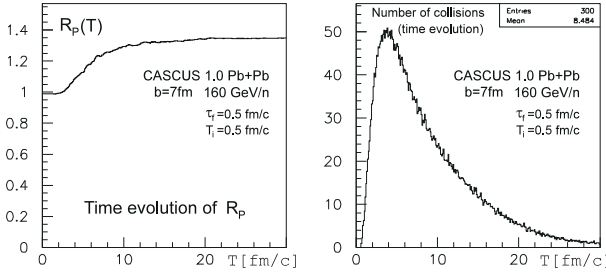 R_P(T)
1.4
1.2
1
0.8
0.6
0.4
0.2
0
CASCUS 1.0 Pb+Pb
b=7fm 160 GeV/n
τ_f=0.5 fm/c
T_i=0.5 fm/c
Time evolution of R_P
0 10 20
T[fm/c]
Number of collisions
(time evolution)
Entries 300
Mean 8.484
50
40
30
20
10
0
CASCUS 1.0 Pb+Pb
b=7fm 160 GeV/n
τ_f=0.5 fm/c
T_i=0.5 fm/c
0 10 20
T[fm/c]